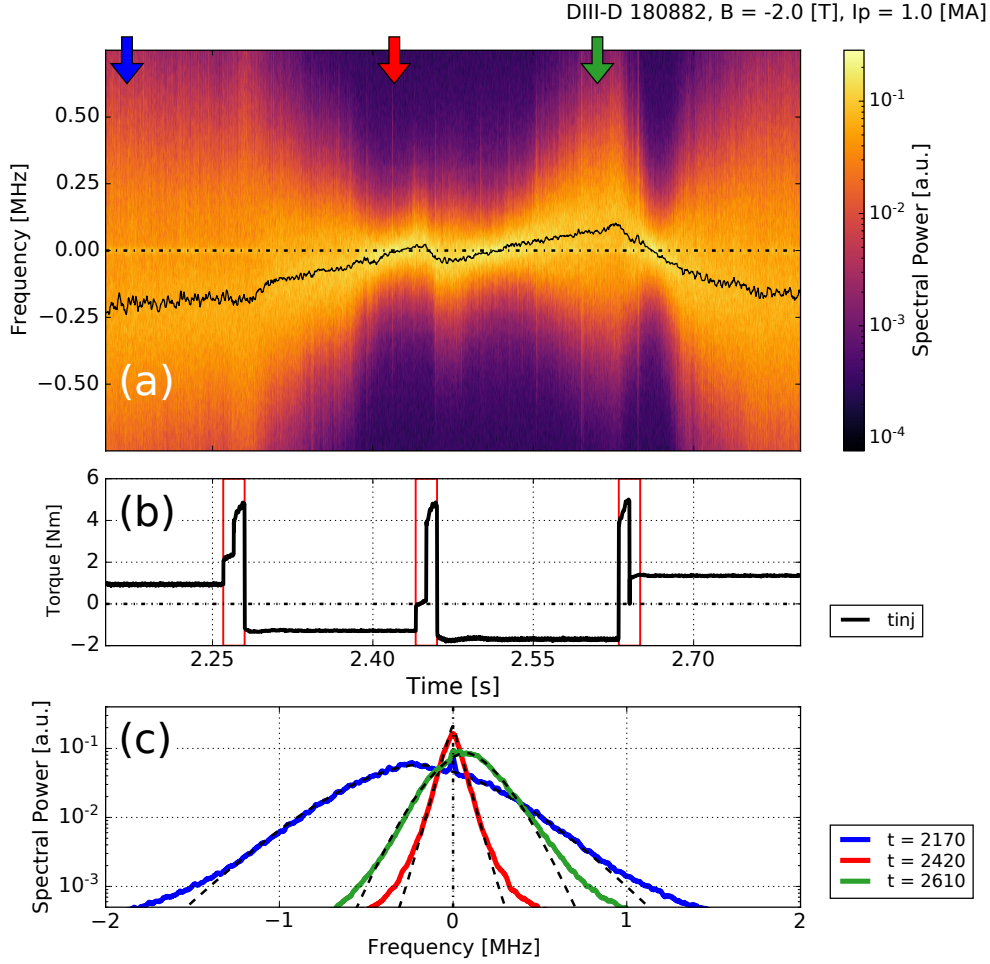 DIII-D 180882, B = -2.0 [T], Ip = 1.0 [MA]
Frequency [MHz]
0.50
0.25
0.00
−0.25
−0.50
(a)
10^-1
10^-2
10^-3
10^-4
Spectral Power [a.u.]
Torque [Nm]
6
4
2
0
−2
(b)
2.25 2.40 2.55 2.70
Time [s]
tinj
Spectral Power [a.u.]
10^-1
10^-2
10^-3
(c)
−2 −1 0 1 2
Frequency [MHz]
t = 2170
t = 2420
t = 2610